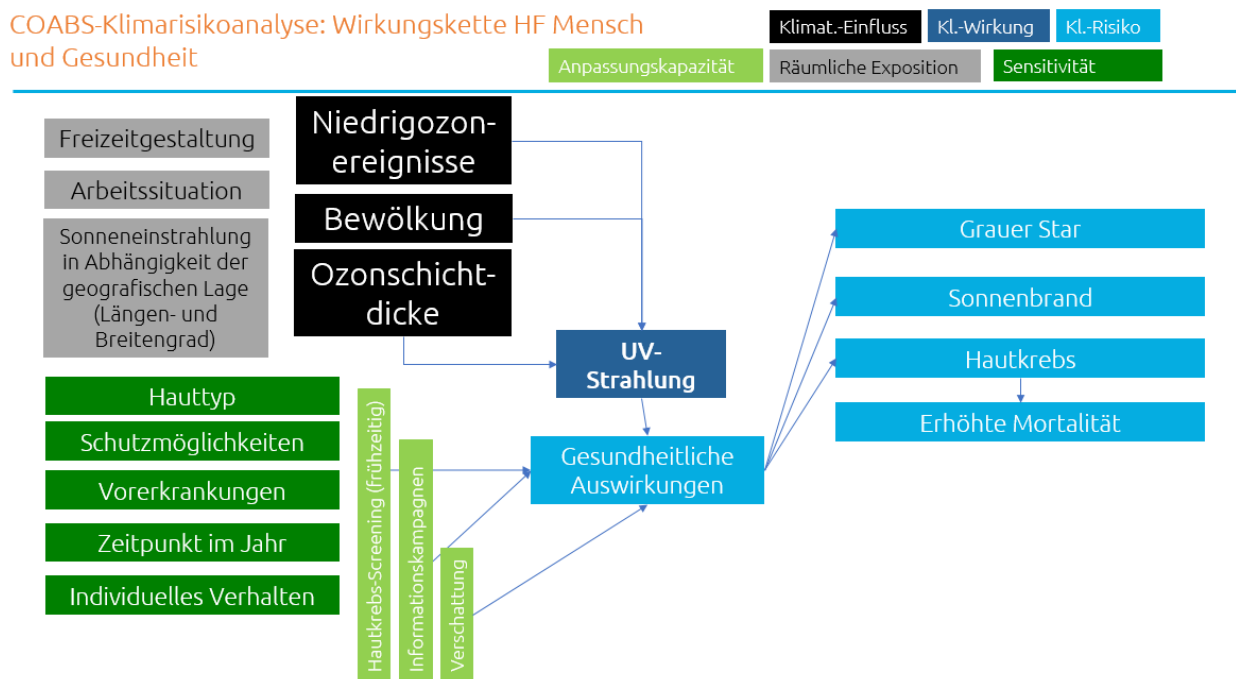 COABS-Klimarisikoanalyse: Wirkungskette HF Mensch
und Gesundheit
Klimat.-Einfluss
Kl.-Wirkung
Kl.-Risiko
Anpassungskapazität
Räumliche Exposition
Sensitivität
Freizeitgestaltung
Arbeitssituation
Sonneneinstrahlung
in Abhängigkeit der
geografischen Lage
(Längen- und
Breitengrad)
Niedrigozon-
ereignisse
Bewölkung
Ozonschicht-
dicke
UV-
Strahlung
Gesundheitliche
Auswirkungen
Grauer Star
Sonnenbrand
Hautkrebs
Erhöhte Mortalität
Hauttyp
Schutzmöglichkeiten
Vorerkrankungen
Zeitpunkt im Jahr
Individuelles Verhalten
Hautkrebs-Screening (frühzeitig)
Informationskampagnen
Verschattung